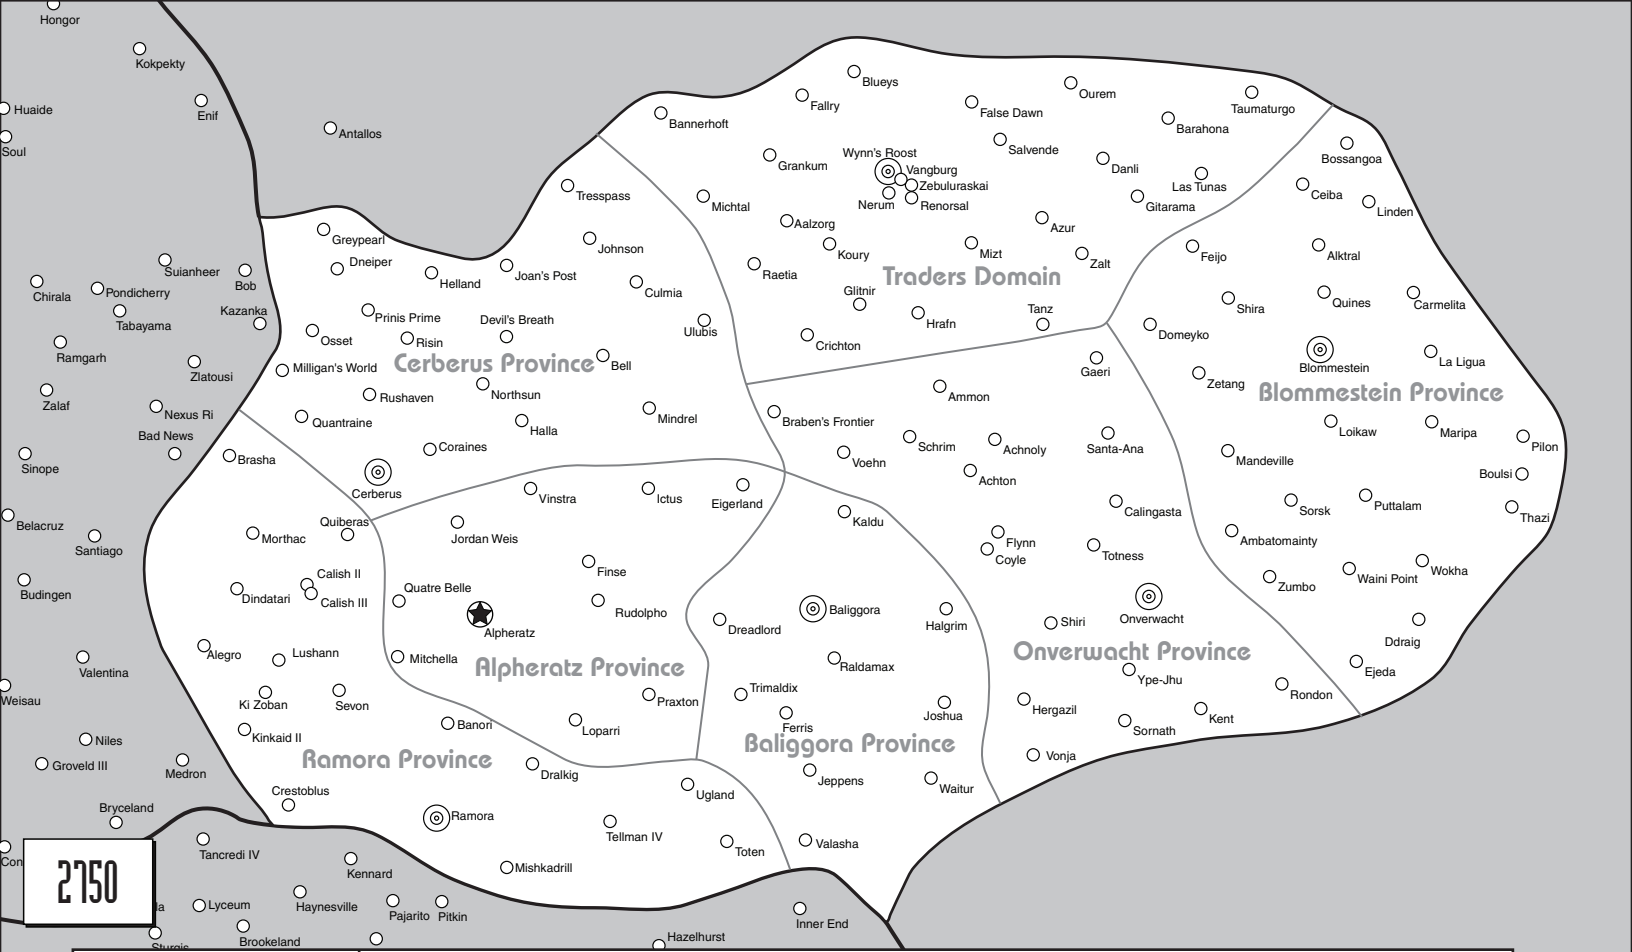 Hongor
Kokpekty
Huaide
Enif
Soul
Antallos
Blueys
Fallry
Bannerhoft
False Dawn
Ourem
Taumaturgo
Barahona
Salvende
Grankum
Wynn's Roost
Vangburg
Zebuluraskai
Nerum
Renorsal
Danli
Las Tunas
Gitarama
Bossangoa
Ceiba
Linden
Tresspass
Michtal
Aalzorg
Koury
Azur
Mizt
Zalt
Feijo
Alktral
Greypearl
Dneiper
Johnson
Helland
Joan's Post
Culmia
Raetia
Traders Domain
Glitnir
Hrafn
Tanz
Crichton
Shira
Quines
Carmelita
Domeyko
Suianheer
Bob
Chirala
Pondicherry
Tabayama
Kazanka
Ramgarh
Zlatousi
Zalaf
Nexus Ri
Bad News
Sinope
Prinis Prime
Devil's Breath
Ulubis
Osset
Risin
Cerberus Province
Bell
Milligan's World
Rushaven
Northsun
Quantraine
Halla
Mindrel
Coraines
Brasha
Cerberus
Gaeri
Zetang
Blommestein
La Ligua
Blommestein Province
Ammon
Braben's Frontier
Schrim
Achnoly
Santa-Ana
Voehn
Achton
Loikaw
Maripa
Pilon
Mandeville
Boulsi
Sorsk
Puttalam
Thazi
Ambatomainty
Zumbo
Waini Point
Wokha
Ddraig
Ejeda
Vinstra
Ictus
Eigerland
Kaldu
Calingasta
Flynn
Coyle
Totness
Belacruz
Santiago
Budingen
Morthac
Quiberas
Jordan Weis
Calish II
Calish III
Dindatari
Quatre Belle
Finse
Rudolpho
Alpheratz
Dreadlord
Baliggora
Halgrim
Shiri
Onverwacht
Onverwacht Province
Ype-Jhu
Rondon
Alegro
Lushann
Mitchella
Alpheratz Province
Raldamax
Valentina
Weisau
Ki Zoban
Sevon
Praxton
Trimaldix
Ferris
Joshua
Hergazil
Sornath
Kent
Kinkaid II
Banori
Loparri
Baliggora Province
Vonja
Niles
Groveld III
Medron
Ramora Province
Dralkig
Jeppens
Waitur
Crestoblus
Ugland
Bryceland
Ramora
Tellman IV
Toten
Valasha
Con
Tancredi IV
Mishkadrill
Kennard
2750
la
Lyceum
Haynesville
Pajarito
Pitkin
Inner End
Sturgis
Brookeland
Hazelhurst